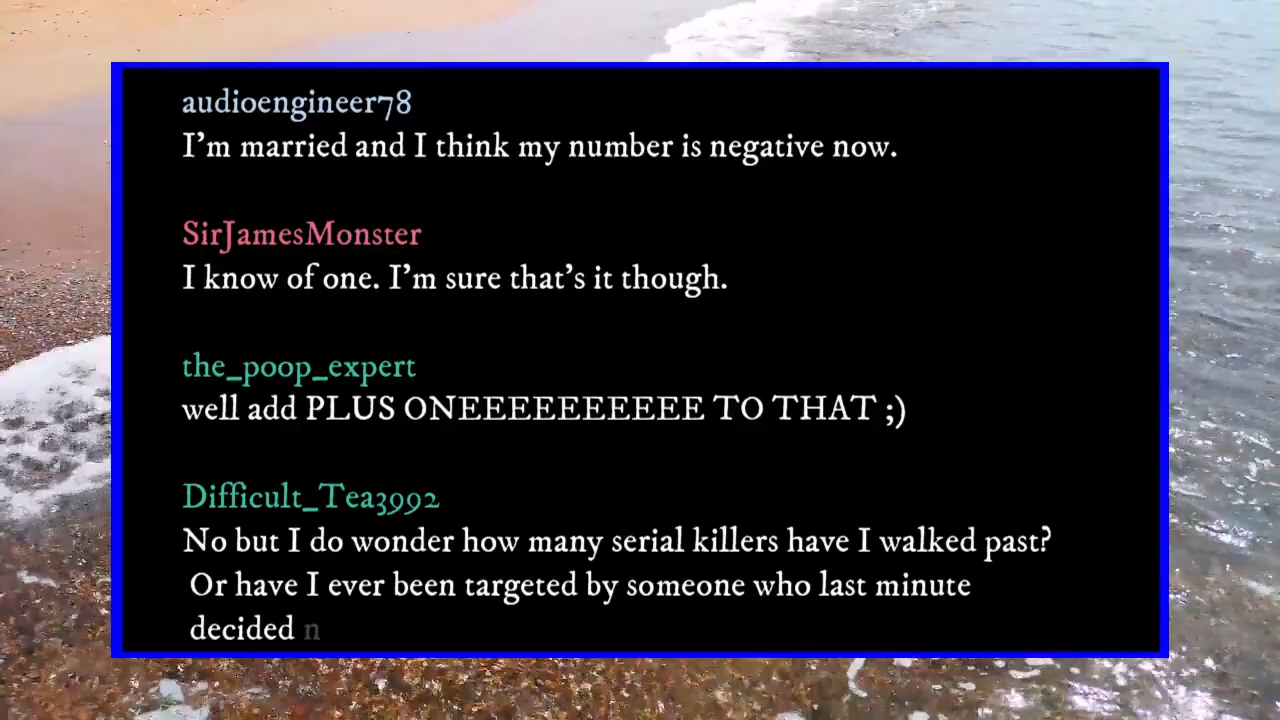 audioengineer78
I'm married and I think my number is negative now.
SirJamesMonster
I know of one. I'm sure that's it though.
the_poop_expert
well add PLUS ONEEEEEEEEEE TO THAT ;)
Difficult_Tea3992
No but I do wonder how many serial killers have I walked past?
Or have I ever been targeted by someone who last minute
decided n